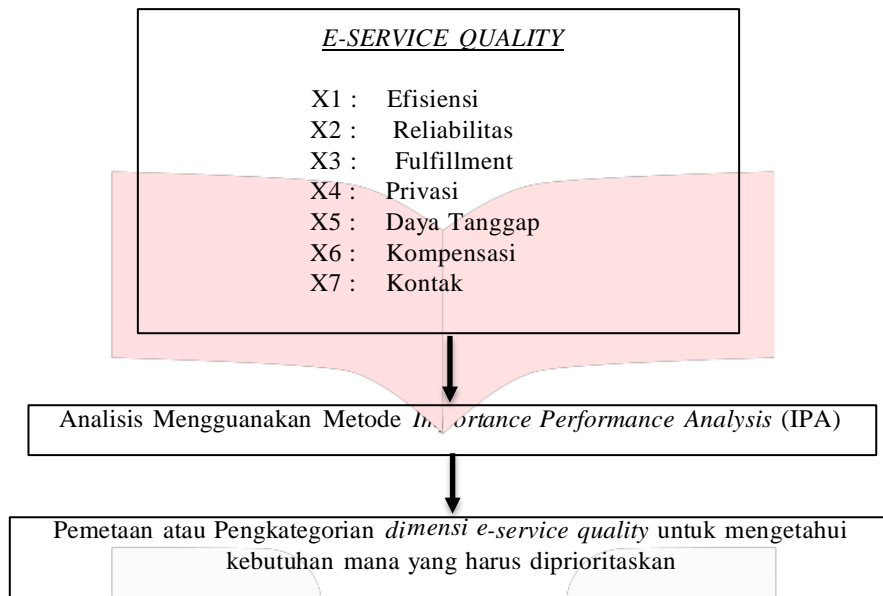 E-SERVICE QUALITY
X1 : Efisiensi
X2 : Reliabilitas
X3 : Fulfillment
X4 : Privasi
X5 : Daya Tanggap
X6 : Kompensasi
X7 : Kontak
Analisis Mengguanakan Metode Importance Performance Analysis (IPA)
Pemetaan atau Pengkategorian dimensi e-service quality untuk mengetahui
kebutuhan mana yang harus diprioritaskan